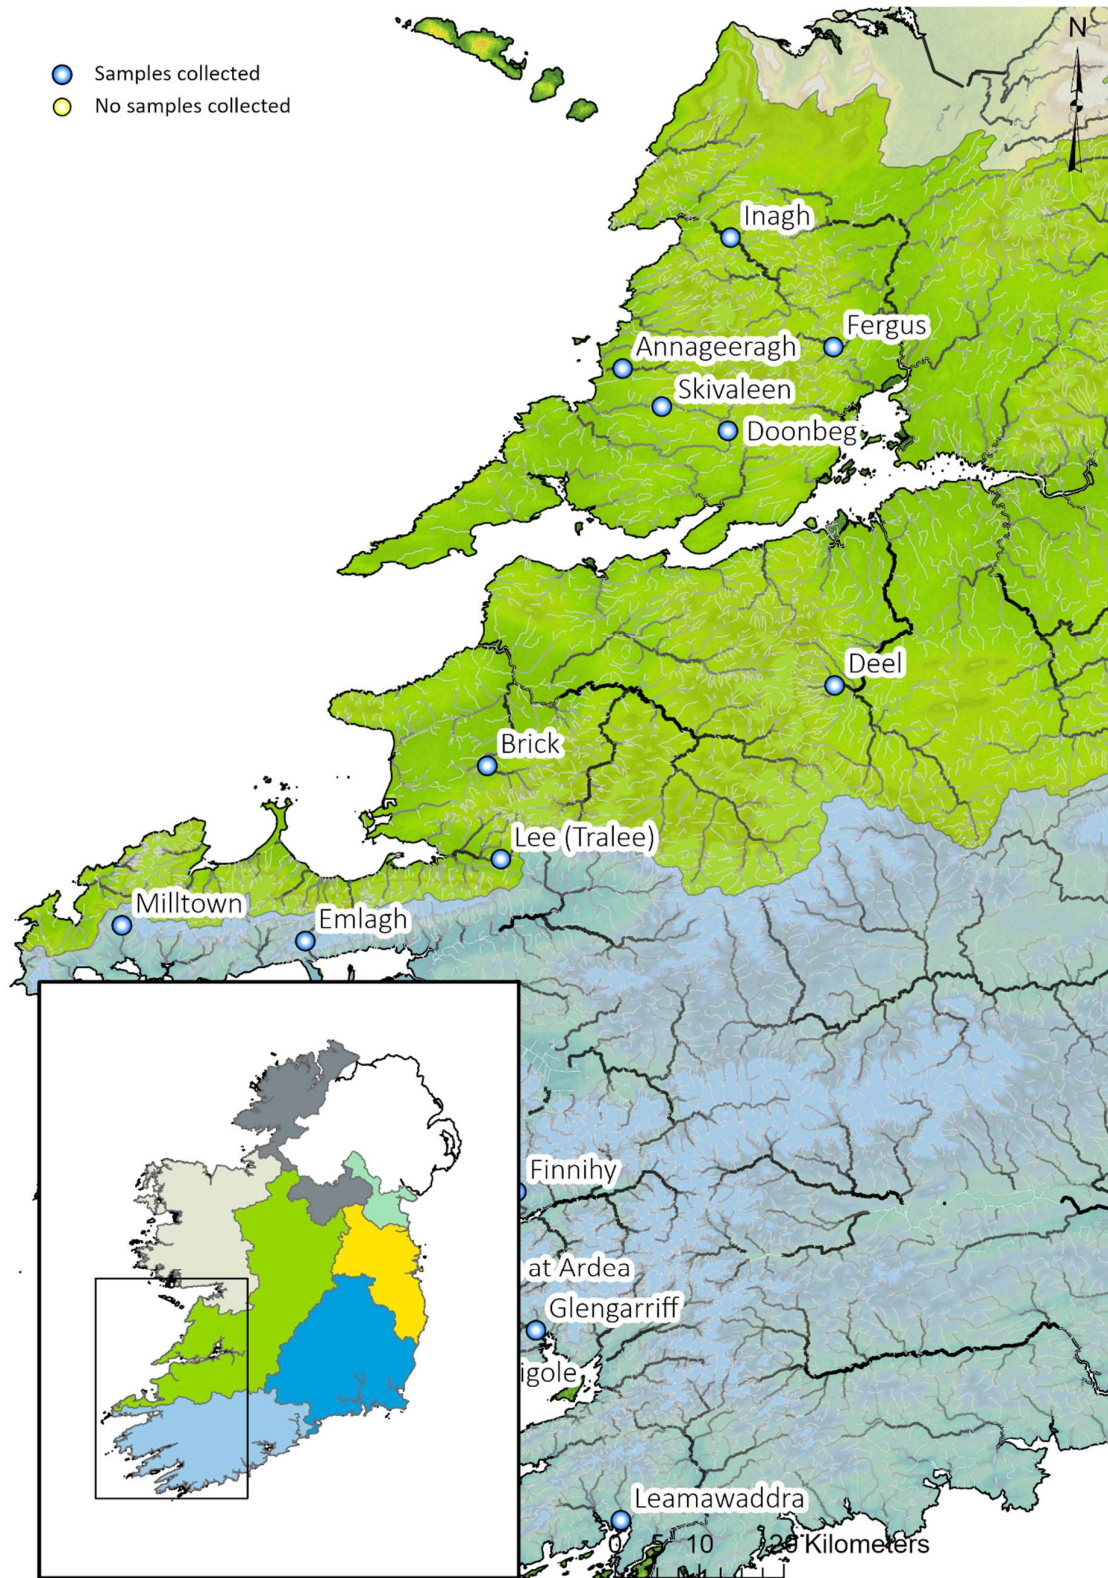 N
Samples collected
No samples collected
Inagh
Fergus
Annageeragh
Skivaleen
Doonbeg
Deel
Brick
Lee (Tralee)
Milltown
Emlagh
Finnihy
at Ardea
Glengarriff
igole
Leamawaddra
0 5 10 20 Kilometers